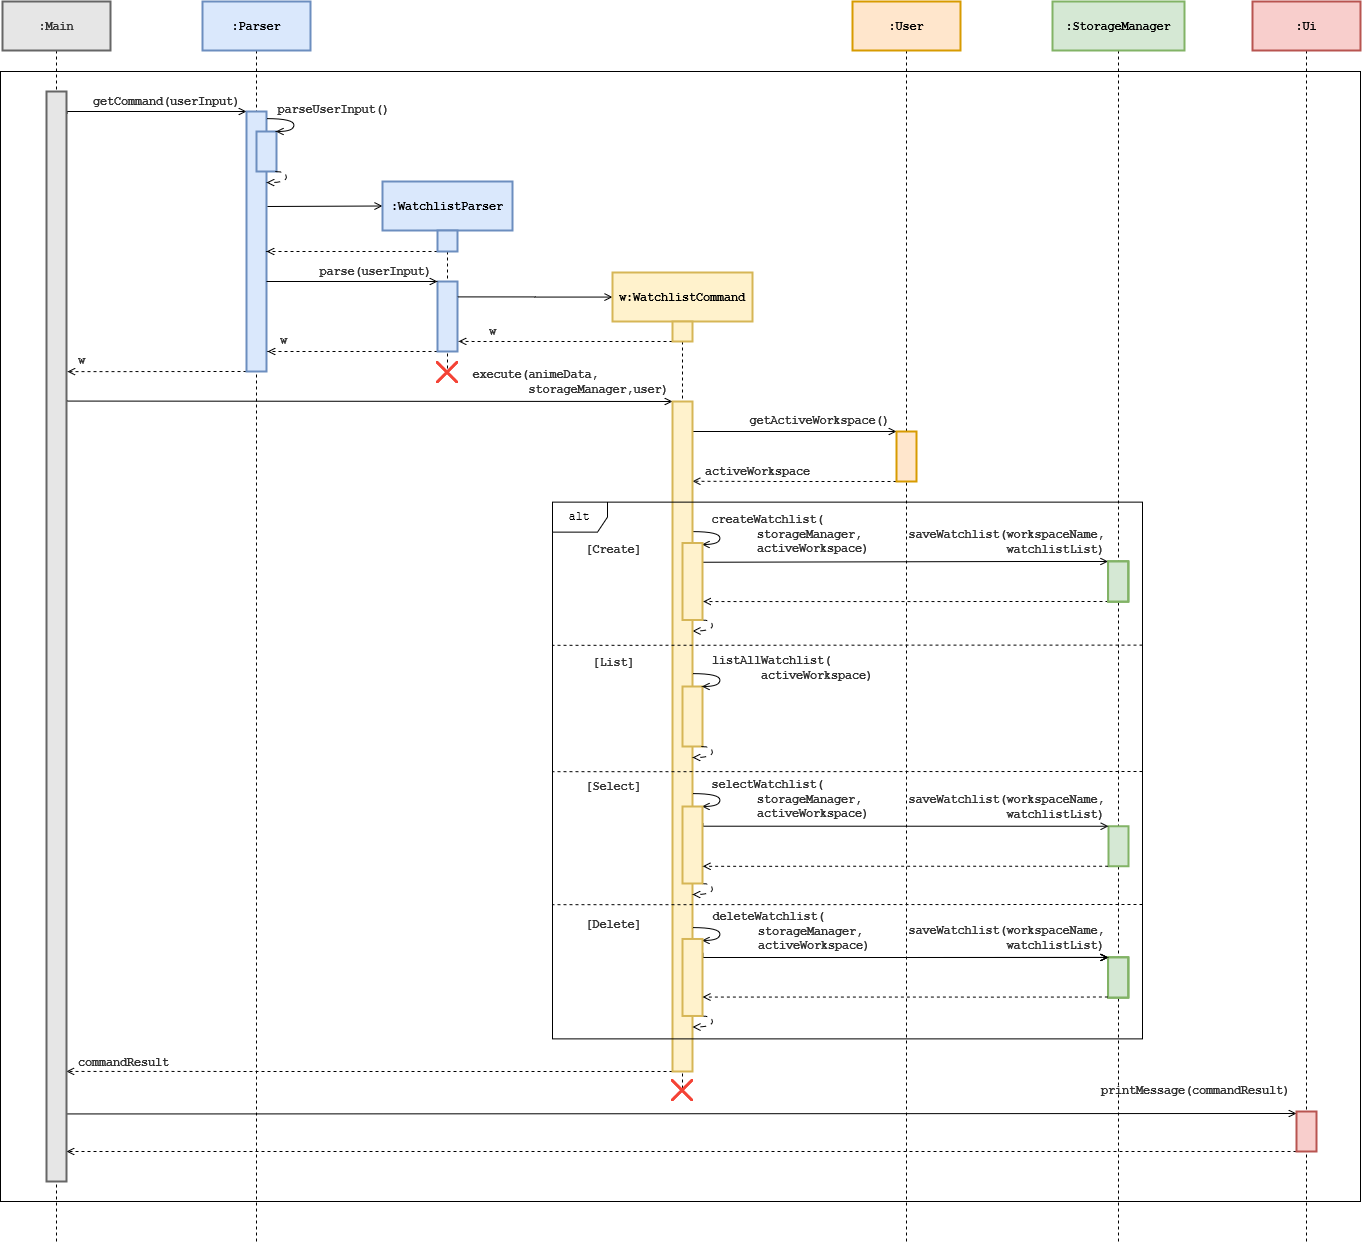 :Main
:Parser
:User
:StorageManager
:Ui
getCommand(userInput)
parseUserInput()
:WatchlistParser
parse(userInput)
w:WatchlistCommand
w
w
w
execute(animeData,
storageManager,user)
getActiveWorkspace()
activeWorkspace
alt
[Create]
createWatchlist(
storageManager,
activeWorkspace)
saveWatchlist(workspaceName,
watchlistList)
[List]
listAllWatchlist(
activeWorkspace)
[Select]
selectWatchlist(
storageManager,
activeWorkspace)
saveWatchlist(workspaceName,
watchlistList)
[Delete]
deleteWatchlist(
storageManager,
activeWorkspace)
saveWatchlist(workspaceName,
watchlistList)
commandResult
printMessage(commandResult)